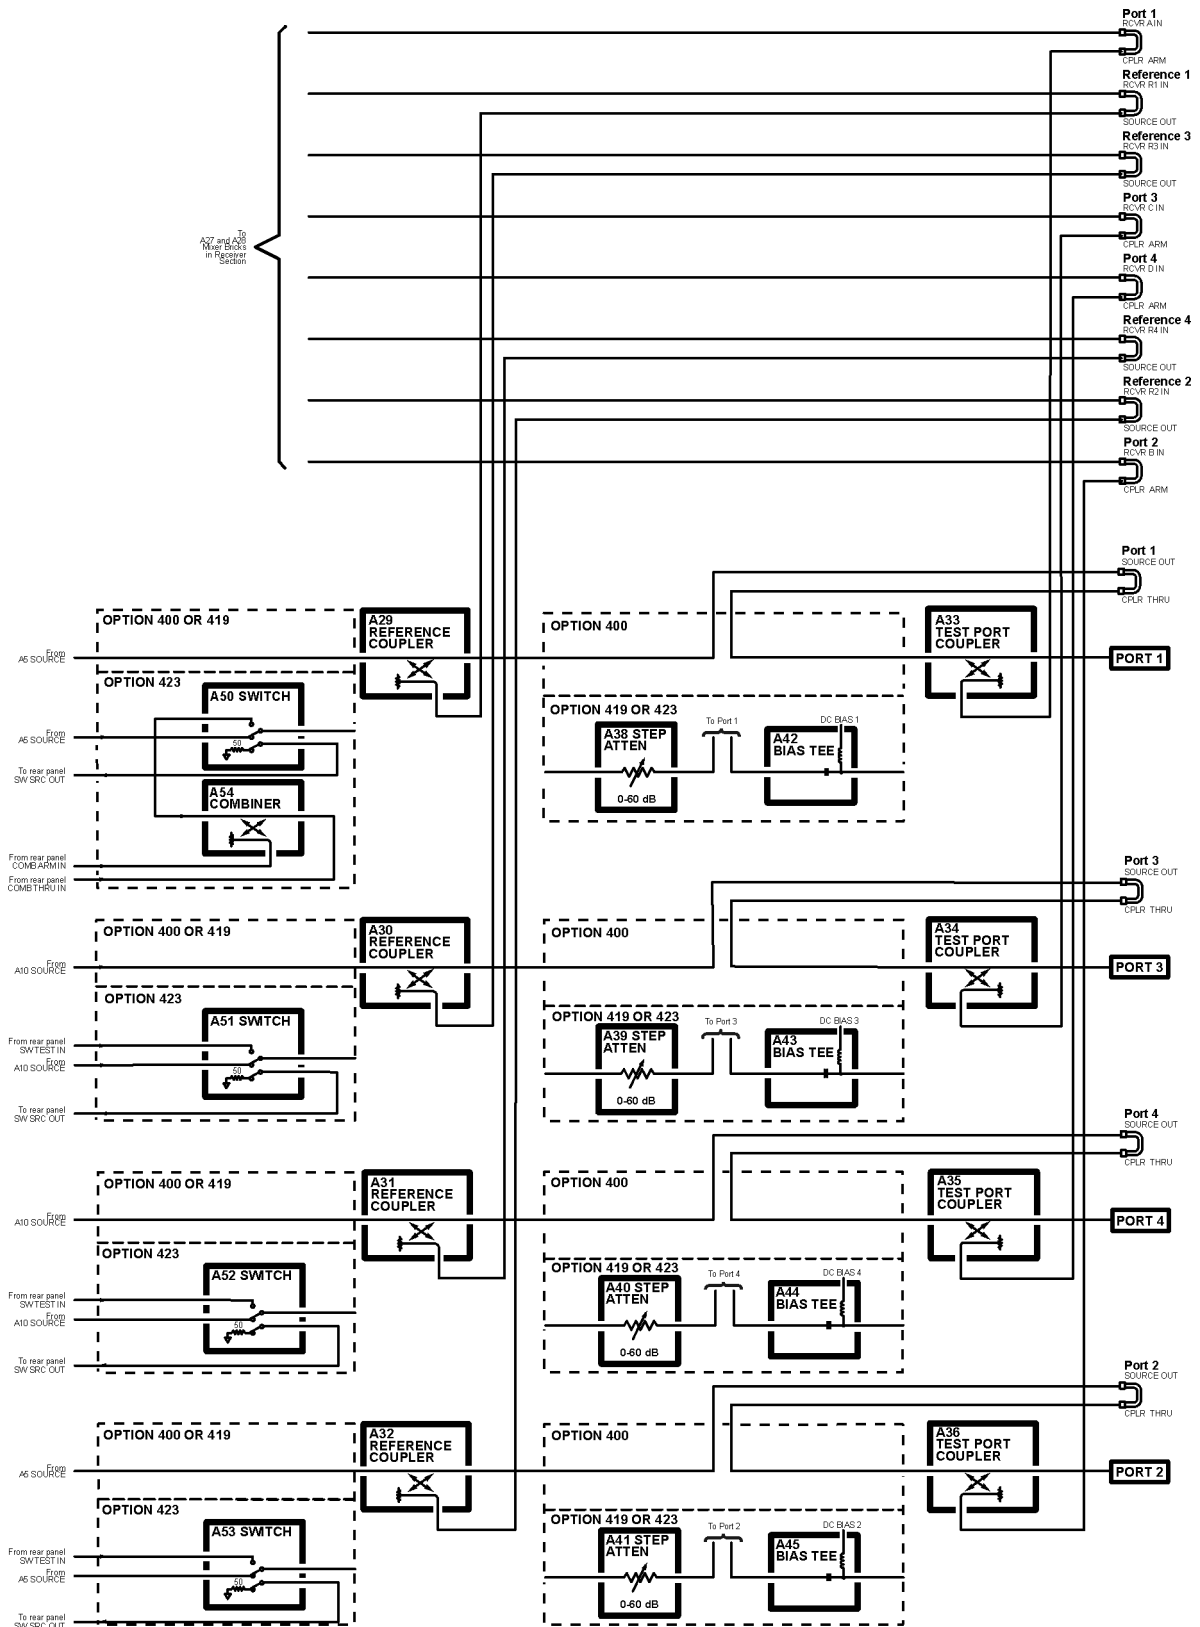 Port 1
RCVR A IN
CPLR ARM
Reference 1
RCVR R1 IN
SOURCE OUT
Reference 3
RCVR R3 IN
SOURCE OUT
Port 3
RCVR C IN
CPLR ARM
To
A27 and A28
Mixer Bricks
in Receiver
Section
Port 4
RCVR D IN
CPLR ARM
Reference 4
RCVR R4 IN
SOURCE OUT
Reference 2
RCVR R2 IN
SOURCE OUT
Port 2
RCVR B IN
CPLR ARM
Port 1
SOURCE OUT
CPLR THRU
OPTION 400 OR 419
From
A5 SOURCE
A29
REFERENCE
COUPLER
OPTION 400
A33
TEST PORT
COUPLER
PORT 1
OPTION 423
A50 SWITCH
From
A5 SOURCE
50
To rear panel
SW SRC OUT
A54
COMBINER
From rear panel
COMB ARM IN
From rear panel
COMB THRU IN
OPTION 419 OR 423
A38 STEP
ATTEN
0-60 dB
To Port 1
DC BIAS 1
A42
BIAS TEE
Port 3
SOURCE OUT
CPLR THRU
OPTION 400 OR 419
From
A10 SOURCE
A30
REFERENCE
COUPLER
OPTION 400
A34
TEST PORT
COUPLER
PORT 3
OPTION 423
A51 SWITCH
From rear panel
SW TEST IN
From
A10 SOURCE
50
To rear panel
SW SRC OUT
OPTION 419 OR 423
A39 STEP
ATTEN
0-60 dB
To Port 3
DC BIAS 3
A43
BIAS TEE
Port 4
SOURCE OUT
CPLR THRU
OPTION 400 OR 419
From
A10 SOURCE
A31
REFERENCE
COUPLER
OPTION 400
A35
TEST PORT
COUPLER
PORT 4
OPTION 423
A52 SWITCH
From rear panel
SW TEST IN
From
A10 SOURCE
50
To rear panel
SW SRC OUT
OPTION 419 OR 423
A40 STEP
ATTEN
0-60 dB
To Port 4
DC BIAS 4
A44
BIAS TEE
Port 2
SOURCE OUT
CPLR THRU
OPTION 400 OR 419
From
A5 SOURCE
A32
REFERENCE
COUPLER
OPTION 400
A36
TEST PORT
COUPLER
PORT 2
OPTION 423
A53 SWITCH
From rear panel
SW TEST IN
From
A5 SOURCE
50
To rear panel
SW SRC OUT
OPTION 419 OR 423
A41 STEP
ATTEN
0-60 dB
To Port 2
DC BIAS 2
A45
BIAS TEE